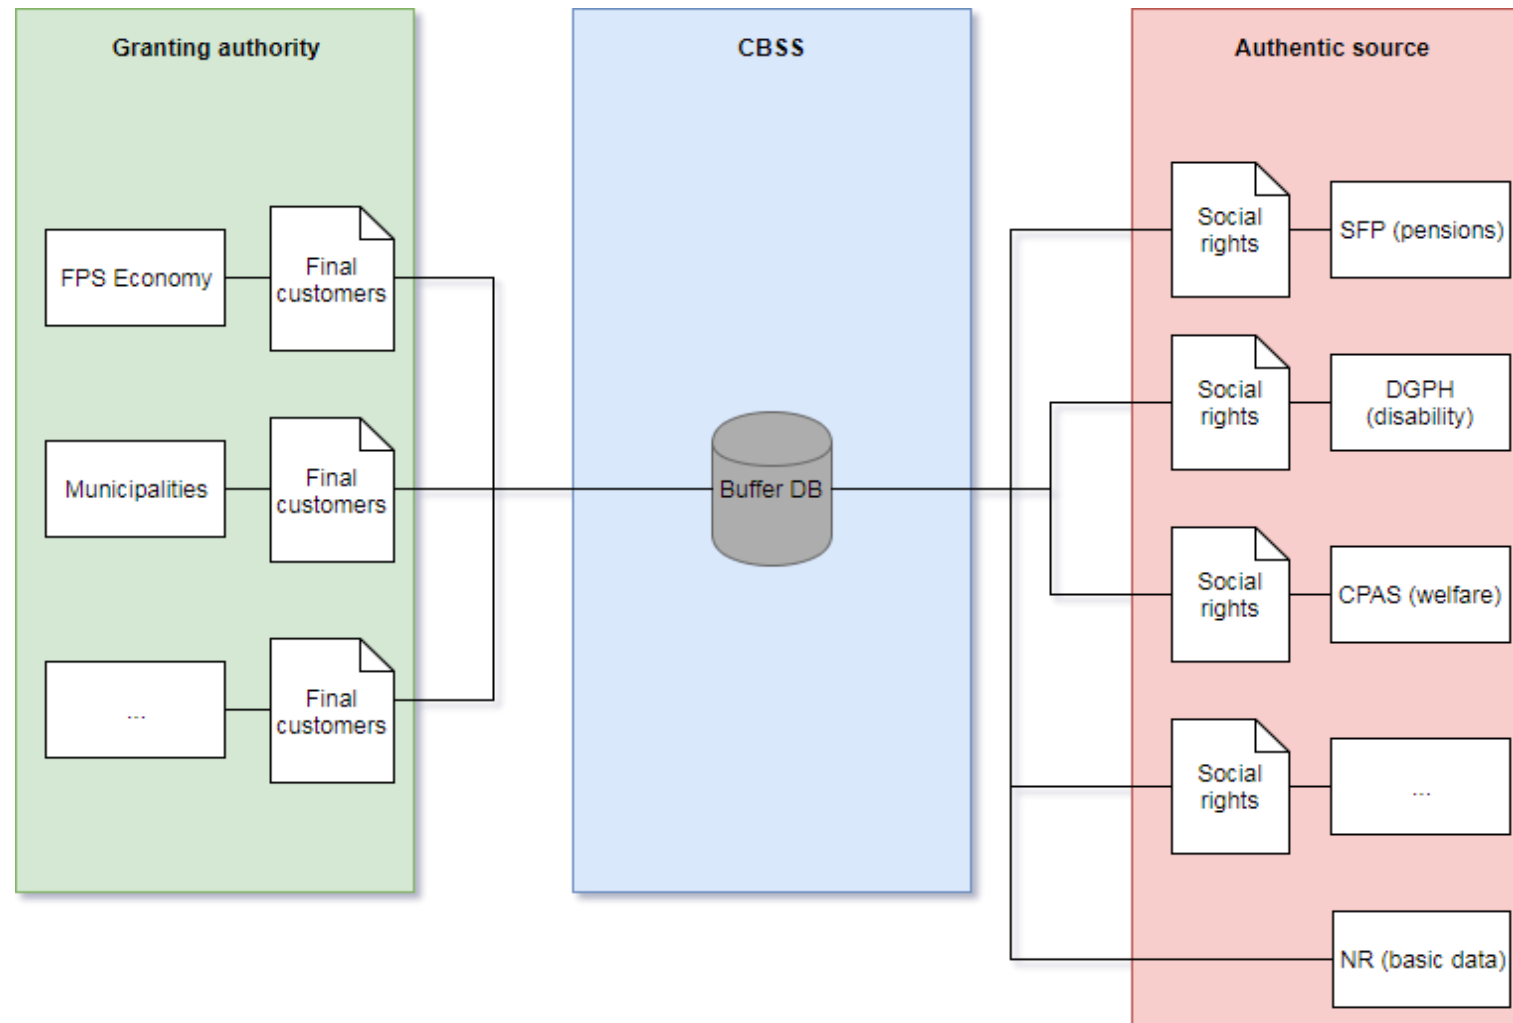 Granting authority
CBSS
Authentic source
FPS Economy
Final
customers
Municipalities
Final
customers
...
Final
customers
Buffer DB
Social
rights
SFP (pensions)
Social
rights
DGPH
(disability)
Social
rights
CPAS (welfare)
Social
rights
...
NR (basic data)